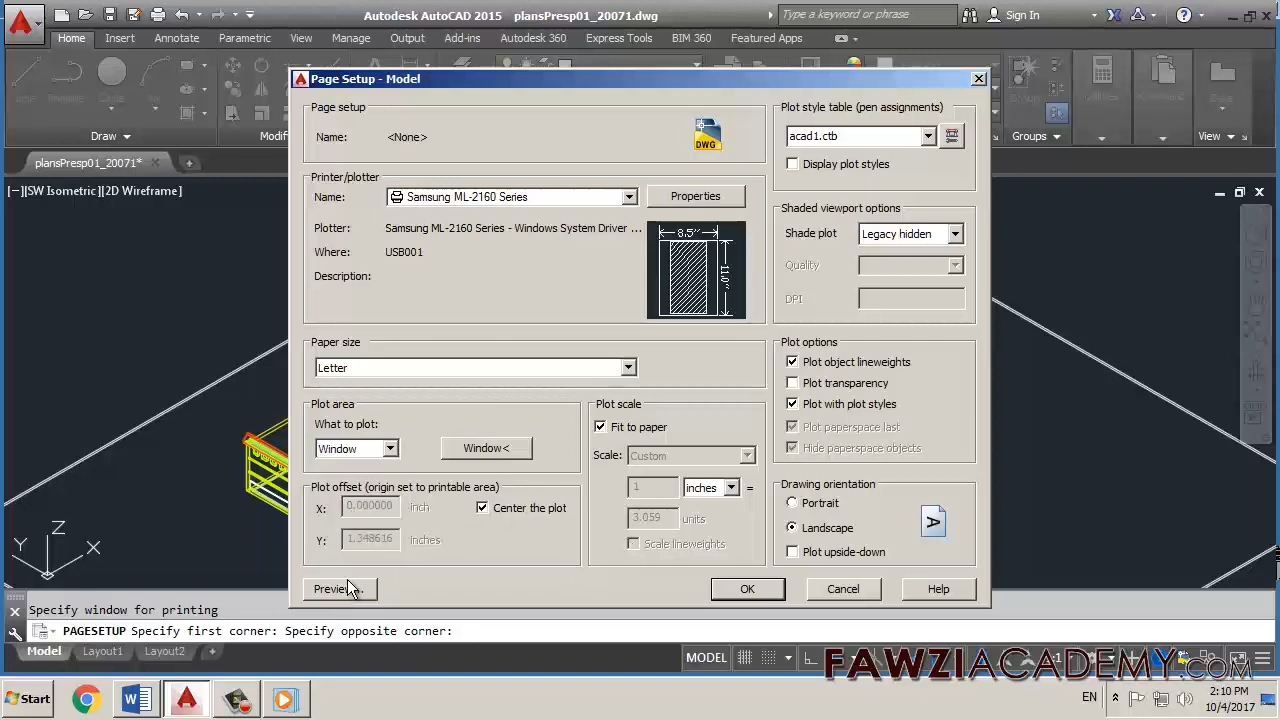 Autodesk AutoCAD 2015 plansPresp01_20071.dwg
Type a keyword or phrase
Sign In
Home Insert Annotate Parametric View Manage Output Add-ins Autodesk 360 Express Tools BIM 360 Featured Apps
Draw
Groups
View
plansPresp01_20071*
[−]SW Isometric][2D Wireframe]
Page Setup - Model
Page setup
Name: <None>
DWG
Printer/plotter
Name: Samsung ML-2160 Series
Properties
Plotter: Samsung ML-2160 Series - Windows System Driver ...
Where: USB001
Description:
8.5''
11.0''
Paper size
Letter
Plot area
What to plot:
Window
Window<
Plot offset (origin set to printable area)
X: 0.000000 inch
Center the plot
Y: 1.348616 inches
Plot scale
Fit to paper
Scale: Custom
1 inches =
3.059 units
Scale lineweights
Plot style table (pen assignments)
acad1.ctb
Display plot styles
Shaded viewport options
Shade plot Legacy hidden
Quality
DPI
Plot options
Plot object lineweights
Plot transparency
Plot with plot styles
Plot paperspace last
Hide paperspace objects
Drawing orientation
Portrait
Landscape
Plot upside-down
A
OK Cancel Help
Z
Y X
Specify window for printing
PAGESETUP Specify first corner: Specify opposite corner:
Model Layout1 Layout2 +
MODEL
FAWZIACADEMY.COM
Start
EN
2:10 PM
10/4/2017